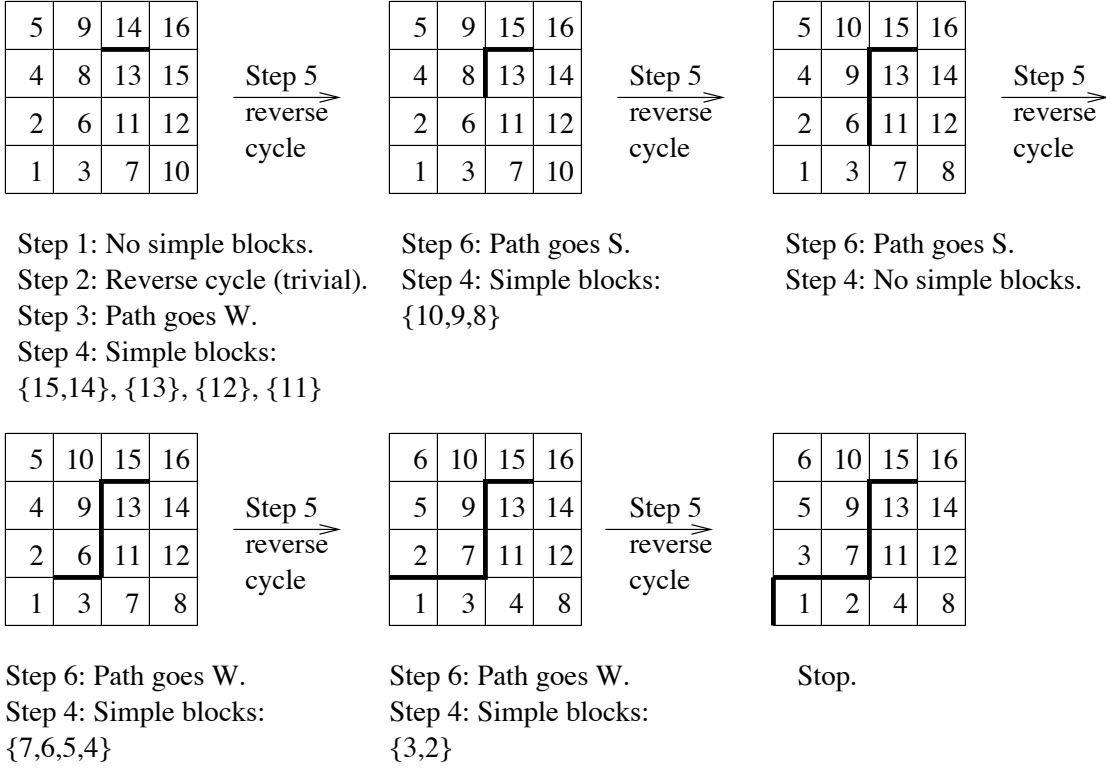 5 9 14 16
4 8 13 15
2 6 11 12
1 3 7 10
Step 5
reverse
cycle
5 9 15 16
4 8 13 14
2 6 11 12
1 3 7 10
Step 5
reverse
cycle
5 10 15 16
4 9 13 14
2 6 11 12
1 3 7 8
Step 5
reverse
cycle
Step 1: No simple blocks.
Step 2: Reverse cycle (trivial).
Step 3: Path goes W.
Step 4: Simple blocks:
{15,14}, {13}, {12}, {11}
Step 6: Path goes S.
Step 4: Simple blocks:
{10,9,8}
Step 6: Path goes S.
Step 4: No simple blocks.
5 10 15 16
4 9 13 14
2 6 11 12
1 3 7 8
Step 5
reverse
cycle
6 10 15 16
5 9 13 14
2 7 11 12
1 3 4 8
Step 5
reverse
cycle
6 10 15 16
5 9 13 14
3 7 11 12
1 2 4 8
Step 6: Path goes W.
Step 4: Simple blocks:
{7,6,5,4}
Step 6: Path goes W.
Step 4: Simple blocks:
{3,2}
Stop.